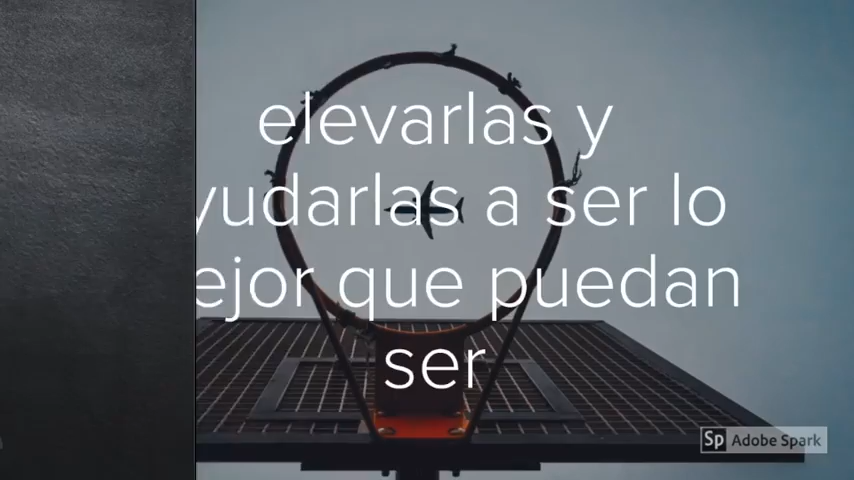 elevarlas y
yudarlas a ser lo
ejor que puedan
ser
Sp Adobe Spark